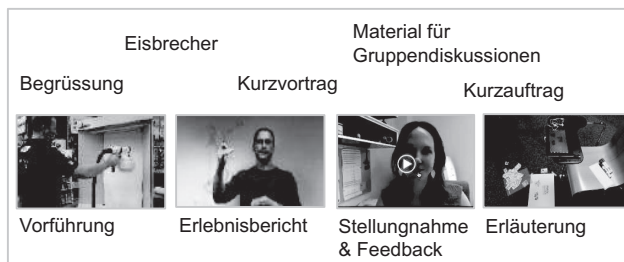 Eisbrecher
Material für
Gruppendiskussionen
Begrüssung
Kurzvortrag
Kurzauftrag
Vorführung
Erlebnisbericht
Stellungnahme
& Feedback
Erläuterung